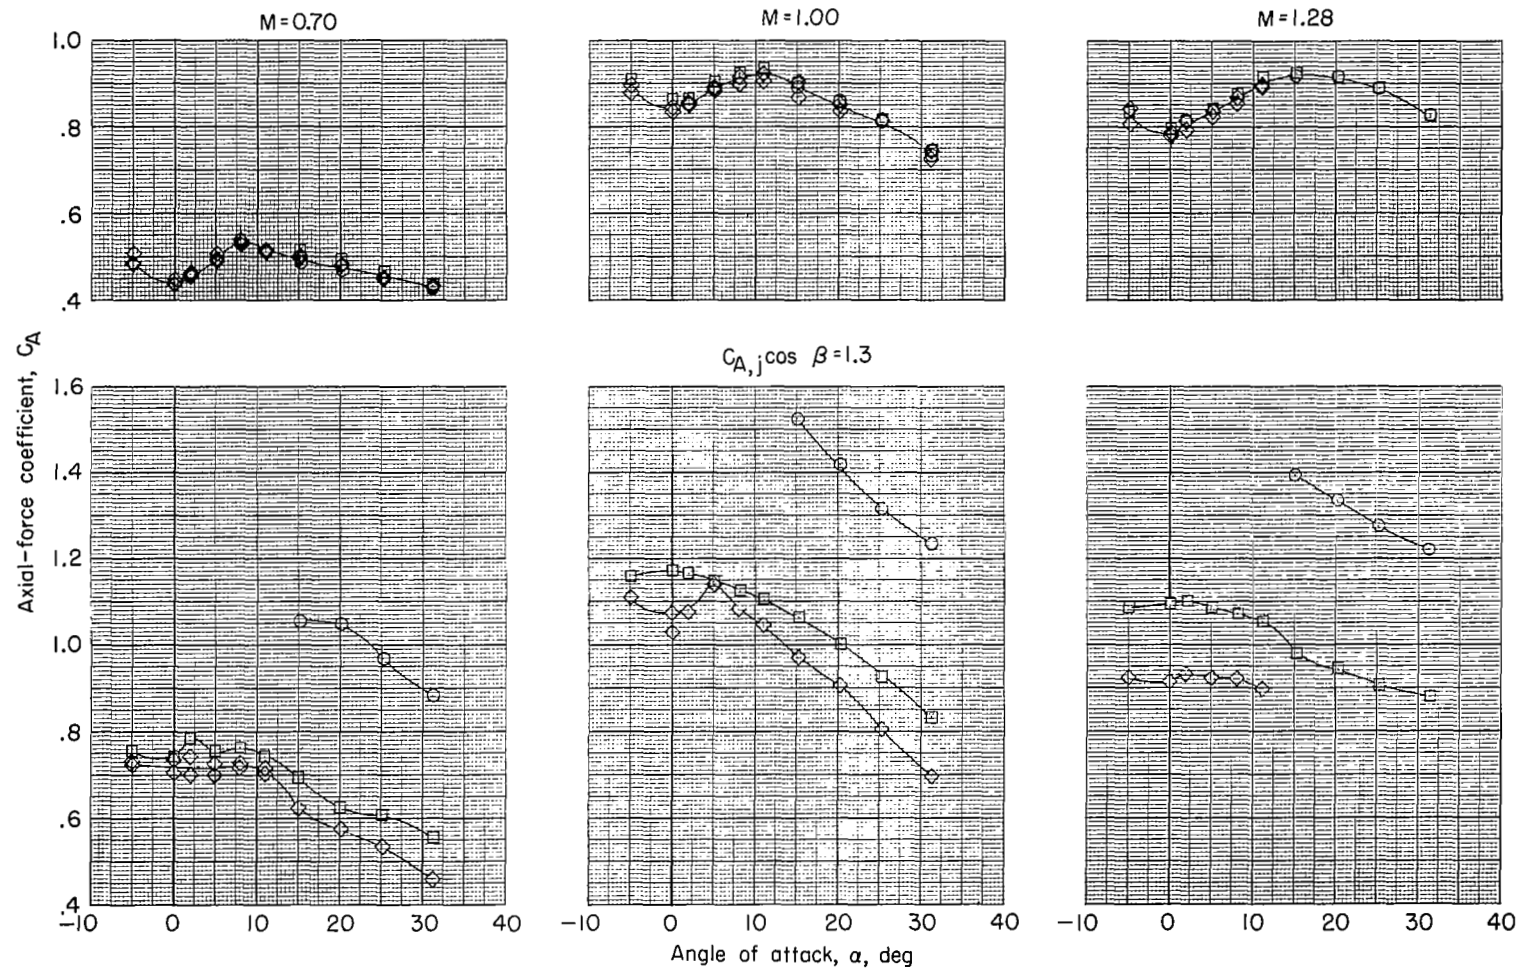 M=0.70
M=1.00
M=1.28
1.0
.8
.6
.4
C_A,j cos β=1.3
Axial-force coefficient, C_A
1.6
1.4
1.2
1.0
.8
.6
.4
-10 0 10 20 30 40
-10 0 10 20 30 40
-10 0 10 20 30 40
Angle of attack, α, deg